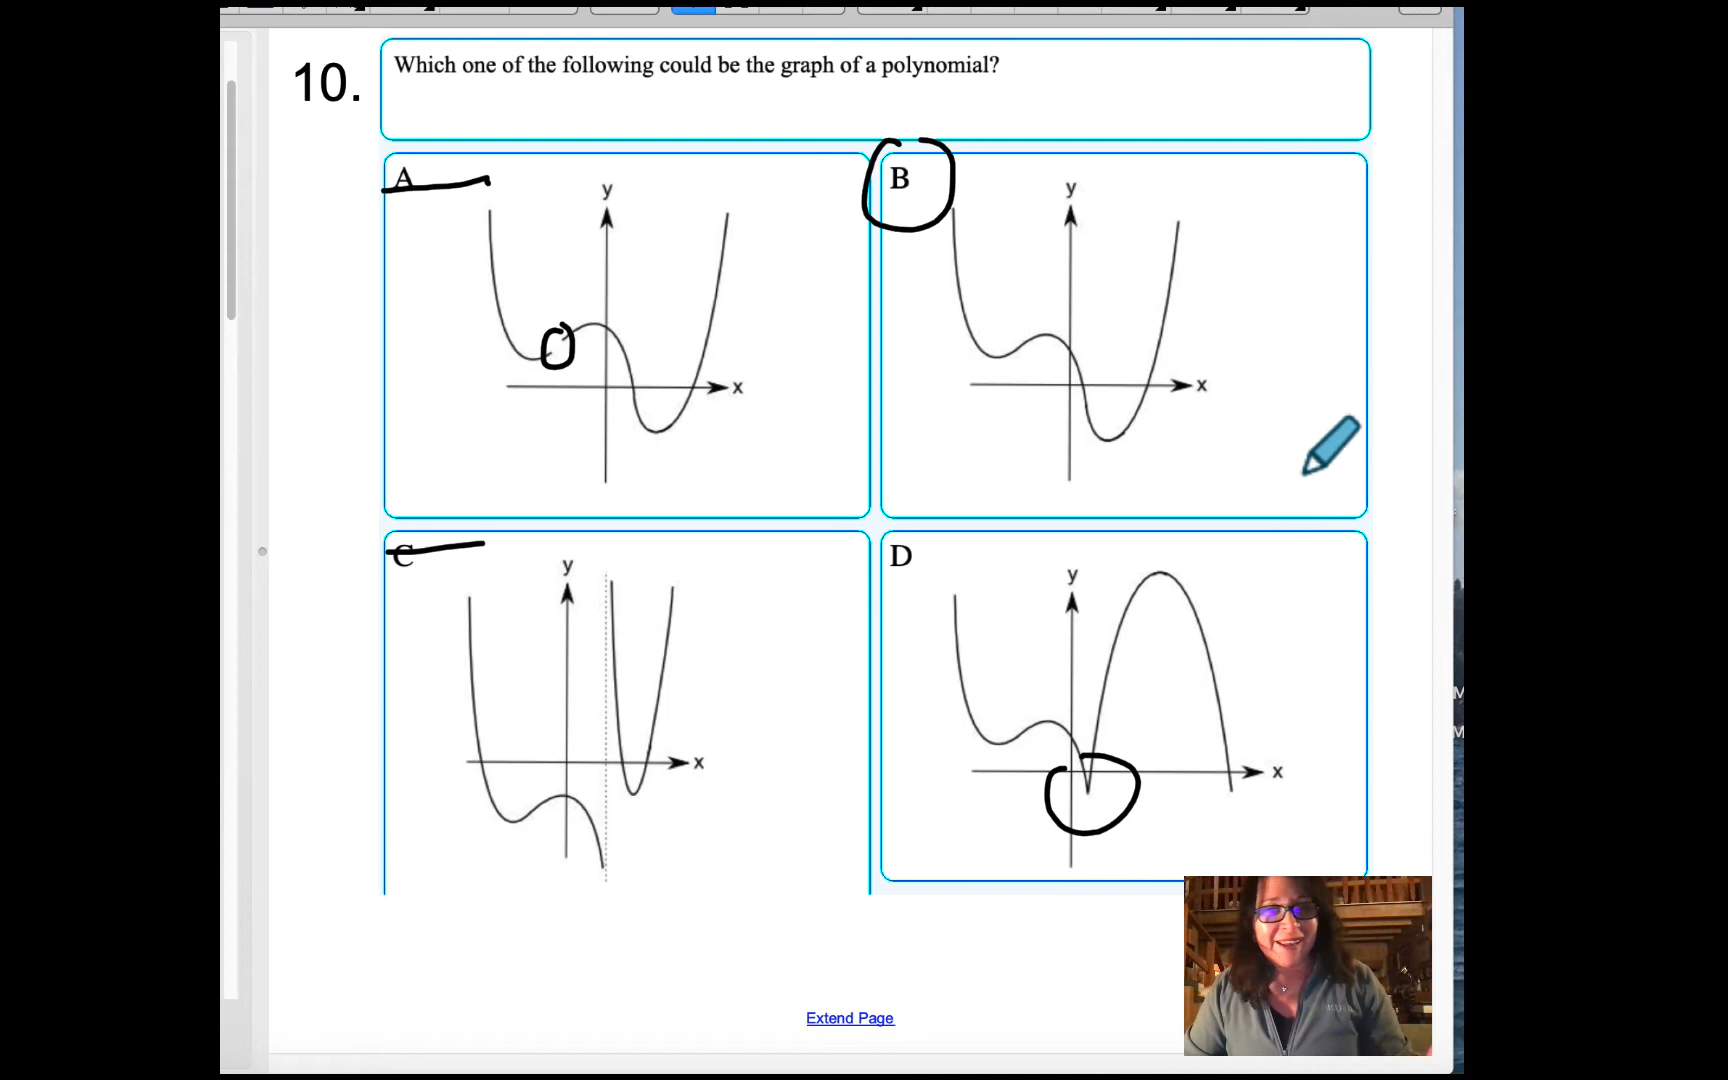 10.
Which one of the following could be the graph of a polynomial?
A
y
x
B
y
x
C
y
x
D
y
x
M
M
Extend Page